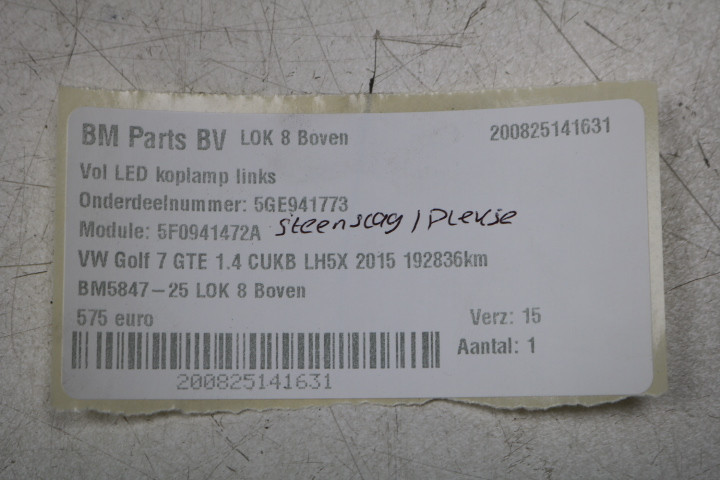 BM Parts BV LOK 8 Boven 200825141631
Vol LED koplamp links
Onderdeelnummer: 5GE941773
Module: 5F0941472A steenslag / Plekje
VW Golf 7 GTE 1.4 CUKB LH5X 2015 192836km
BM5847-25 LOK 8 Boven
575 euro Verz: 15
Aantal: 1
200825141631